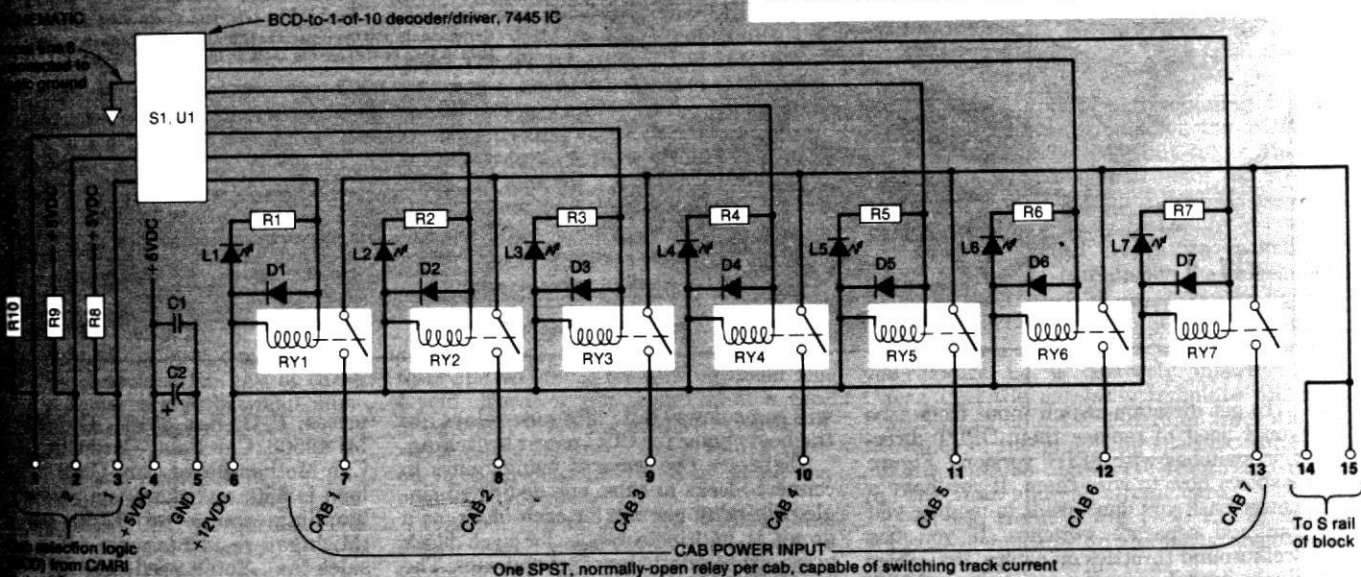 BCD-to-1-of-10 decoder/driver, 7445 IC
S1, U1
R1
R2
R3
R4
R5
R6
R7
L1
L2
L3
L4
L5
L6
L7
D1
D2
D3
D4
D5
D6
D7
RY1
RY2
RY3
RY4
RY5
RY6
RY7
R10
R9
+5VDC
R8
+5VDC
+5VDC
C1
C2
+
2
3
4
5
6
7
8
9
10
11
12
13
14
15
2
1
+5VDC
GND
+12VDC
CAB 1
CAB 2
CAB 3
CAB 4
CAB 5
CAB 6
CAB 7
selection logic
from C/MRI
CAB POWER INPUT
One SPST, normally-open relay per cab, capable of switching track current
To S rail
of block